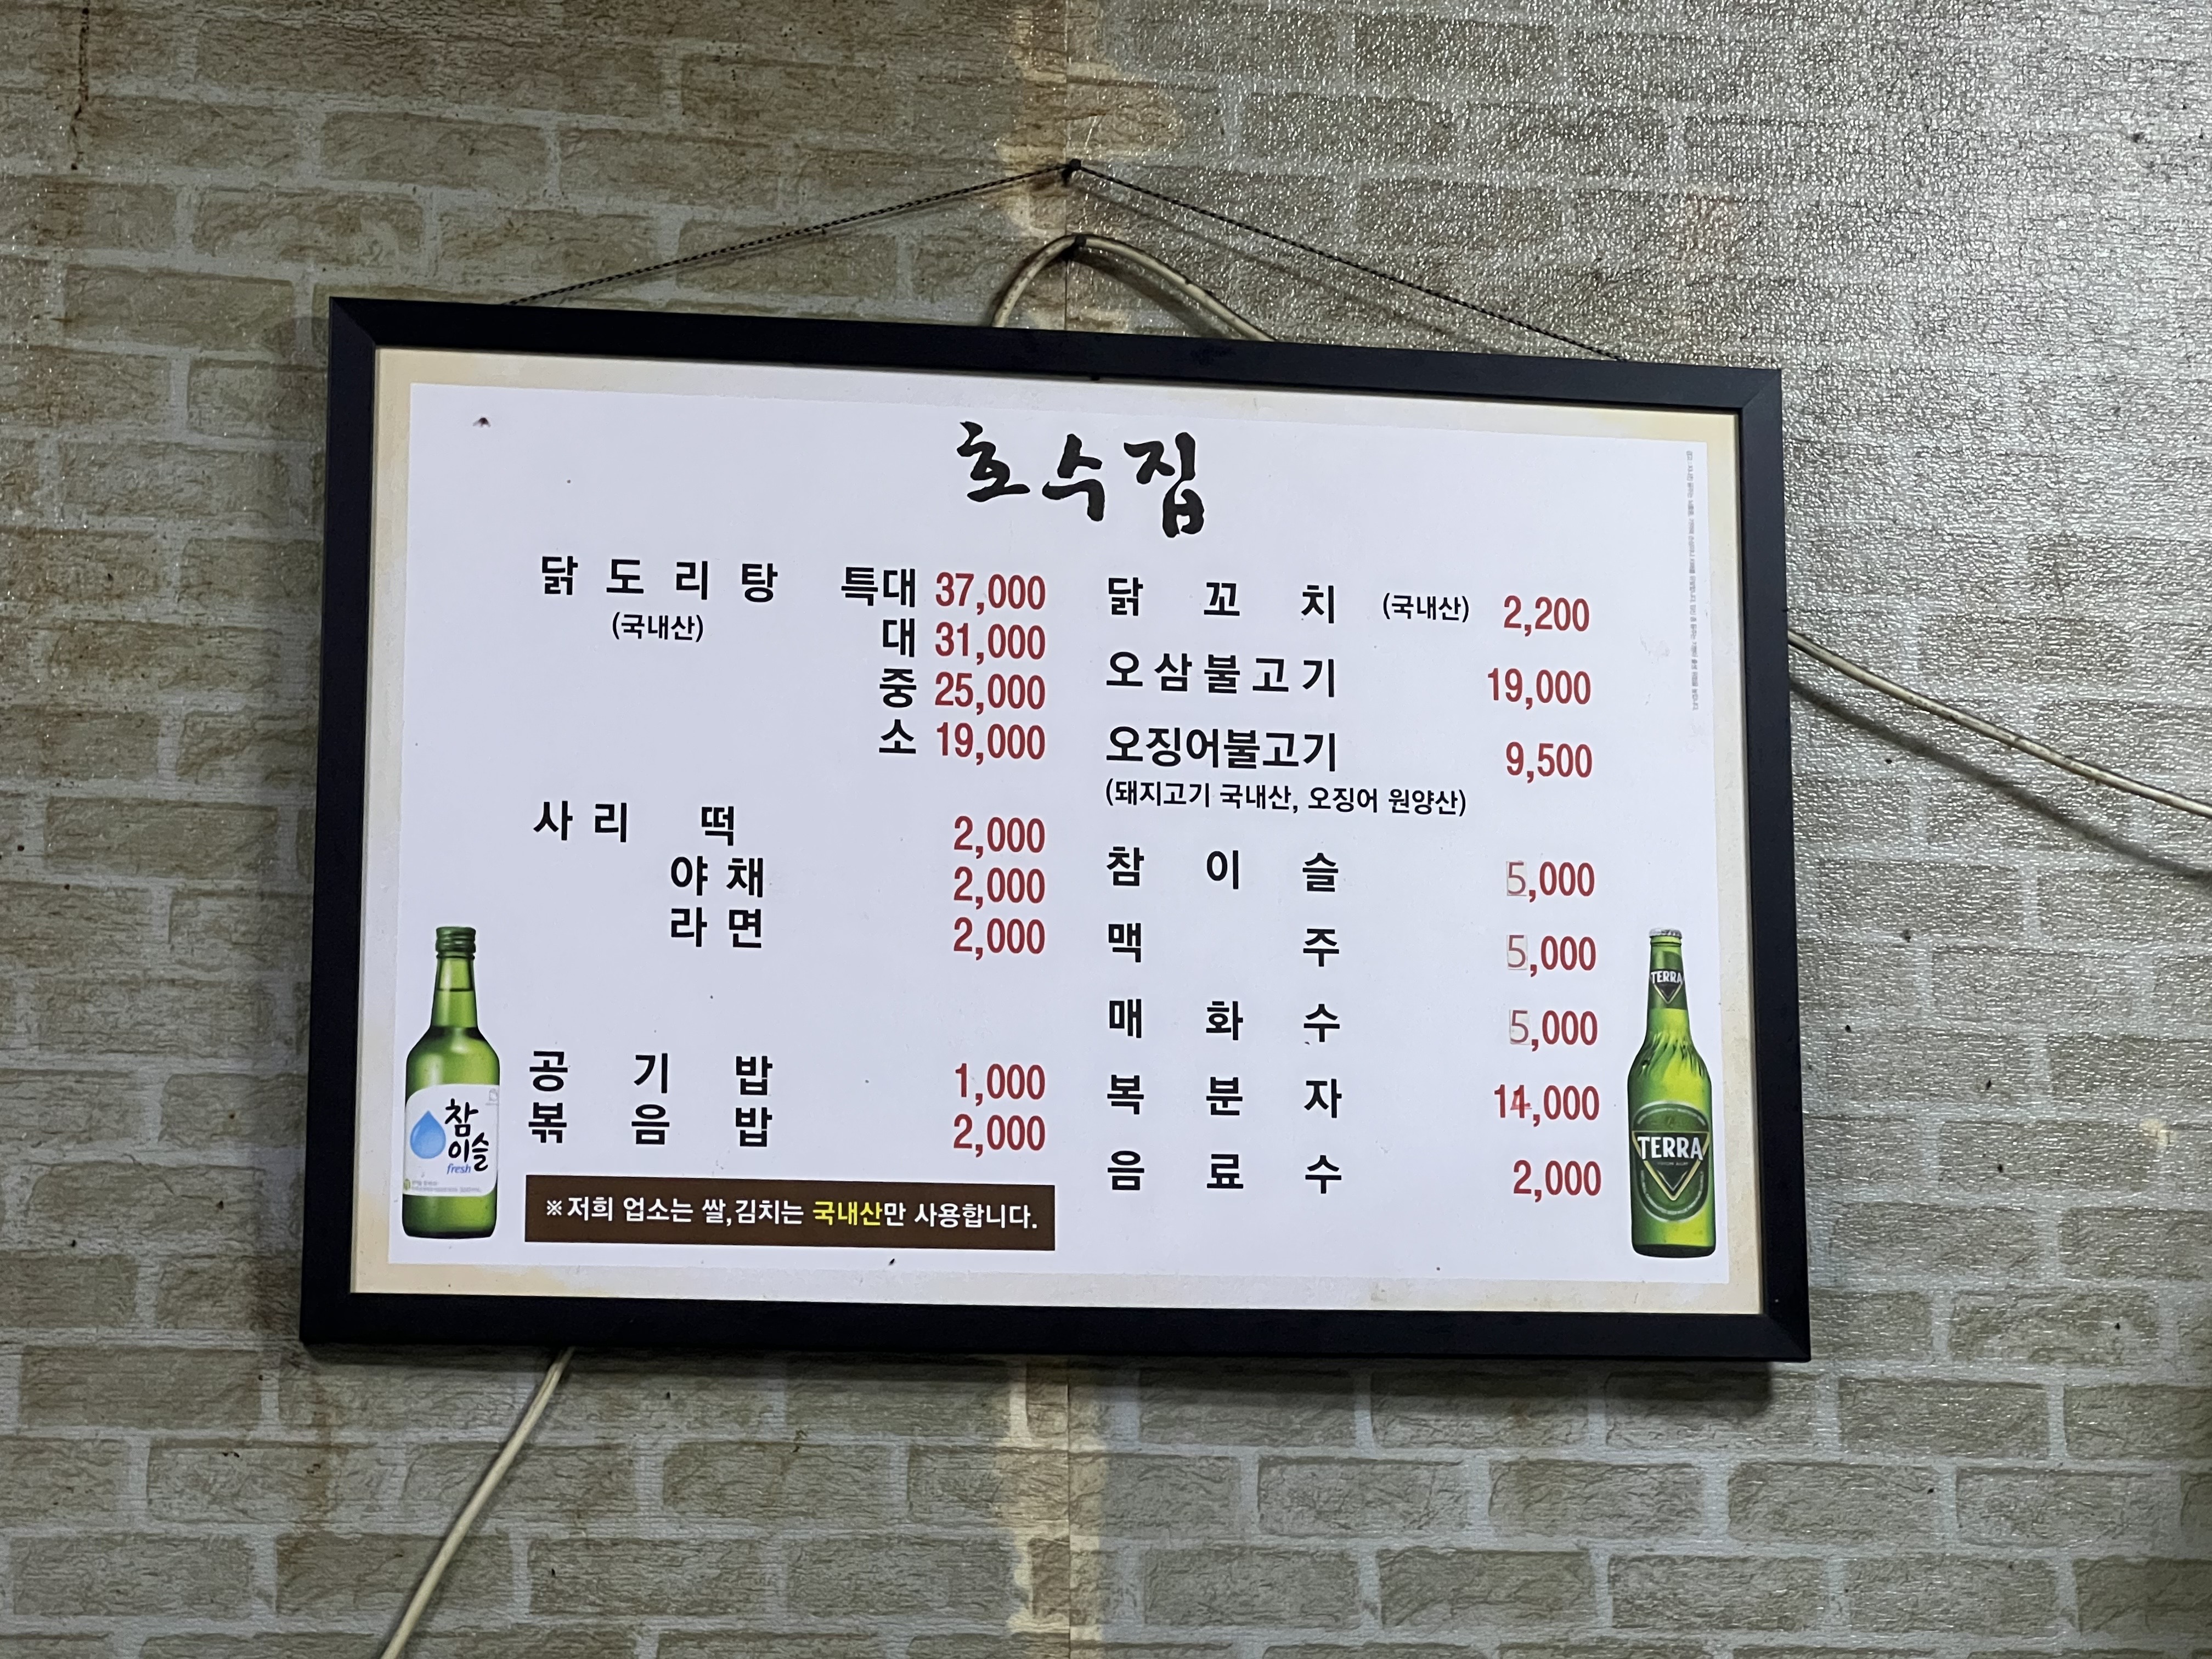 호수집
닭도리탕 특대 37,000
(국내산) 대 31,000
중 25,000
소 19,000
사리 떡 2,000
야채 2,000
라면 2,000
공기밥 1,000
볶음밥 2,000
※저희 업소는 쌀,김치는 국내산만 사용합니다.
닭꼬치 (국내산) 2,200
오삼불고기 19,000
오징어불고기 9,500
(돼지고기 국내산, 오징어 원양산)
참이슬 5,000
맥주 5,000
매화수 5,000
복분자 14,000
음료수 2,000
참
이슬
fresh
TERRA
TERRA